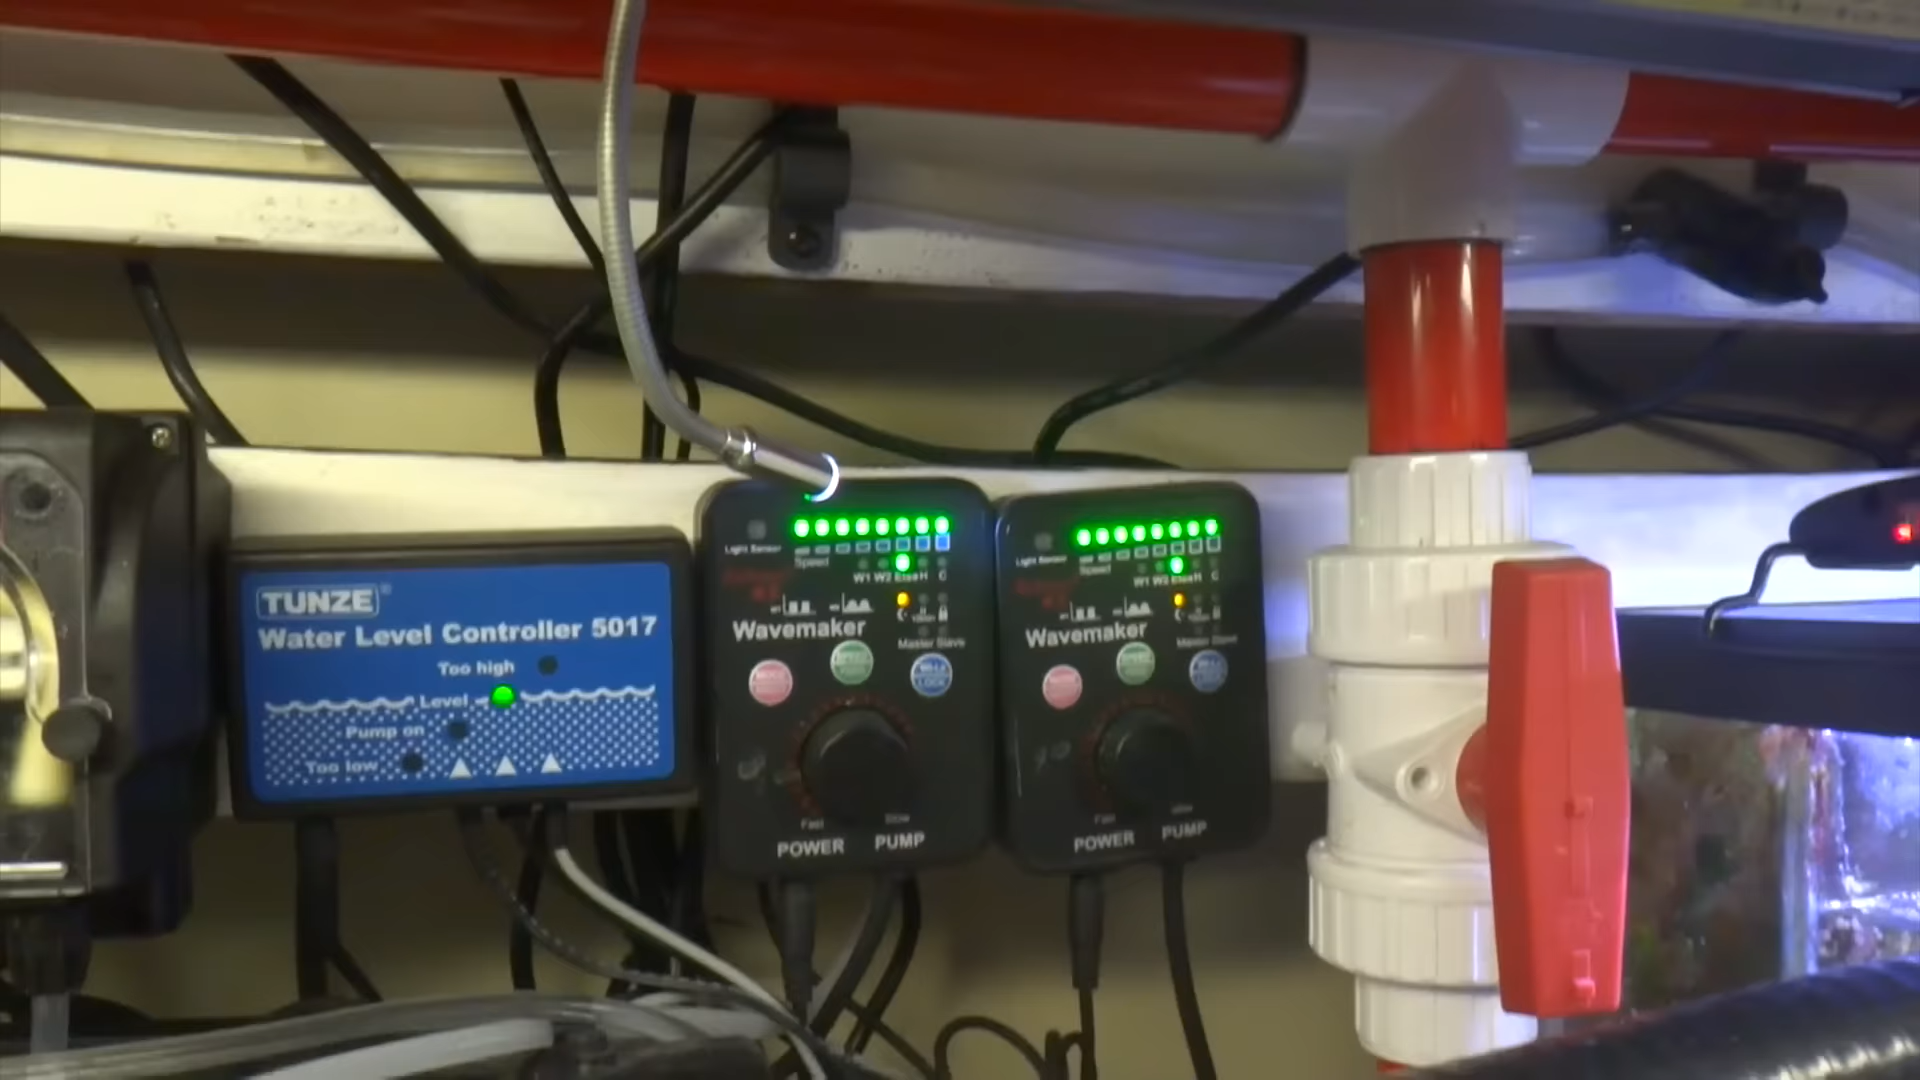 TUNZE®
Water Level Controller 5017
Too high
Level
Pump on
Too low
Light Sensor
Speed
W1 W2 Else H C
Wavemaker
Master Slave
LOCK
Fast Slow
POWER PUMP
Light Sensor
Speed
W1 W2 Else H C
Wavemaker
Master Slave
LOCK
Fast Slow
POWER PUMP